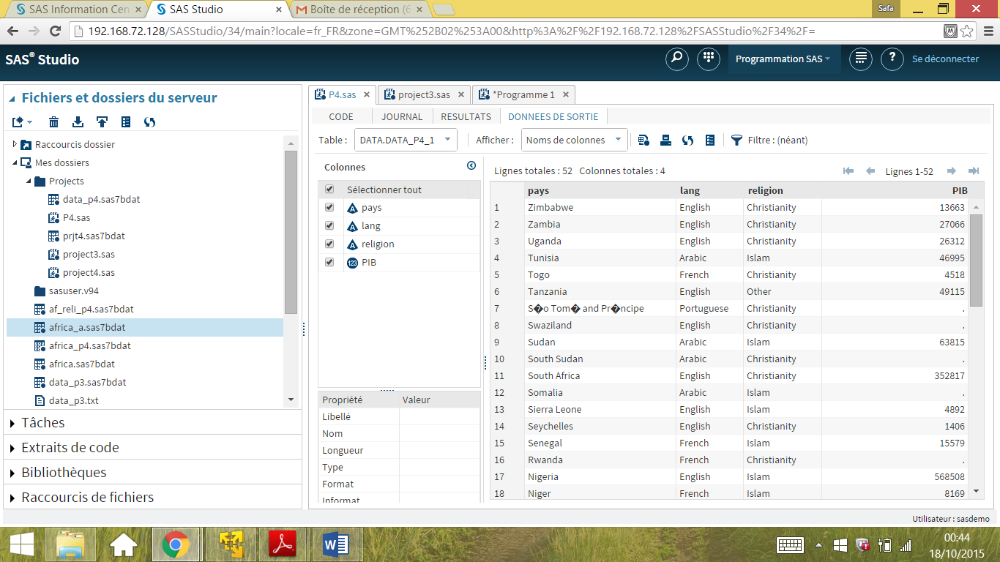 SAS Information Cen
SAS Studio
Boîte de réception (6
Safa
192.168.72.128/SASStudio/34/main?locale=fr_FR&zone=GMT%252B02%253A00&http%3A%2F%2F192.168.72.128%2FSASStudio%2F34%2F=
SAS® Studio
Programmation SAS
Se déconnecter
Fichiers et dossiers du serveur
Raccourcis dossier
Mes dossiers
Projects
data_p4.sas7bdat
P4.sas
prjt4.sas7bdat
project3.sas
project4.sas
sasuser.v94
af_reli_p4.sas7bdat
africa_a.sas7bdat
africa_p4.sas7bdat
africa.sas7bdat
data_p3.sas7bdat
data_p3.txt
Tâches
Extraits de code
Bibliothèques
Raccourcis de fichiers
P4.sas
project3.sas
*Programme 1
CODE JOURNAL RESULTATS DONNEES DE SORTIE
Table : DATA.DATA_P4_1 Afficher : Noms de colonnes Filtre : (néant)
Colonnes
Sélectionner tout
pays
lang
religion
PIB
Propriété Valeur
Libellé
Nom
Longueur
Type
Format
Informat
Lignes totales : 52 Colonnes totales : 4 Lignes 1-52
pays lang religion PIB
1 Zimbabwe English Christianity 13663
2 Zambia English Christianity 27066
3 Uganda English Christianity 26312
4 Tunisia Arabic Islam 46995
5 Togo French Christianity 4518
6 Tanzania English Other 49115
7 S�o Tom� and Pr�ncipe Portuguese Christianity .
8 Swaziland English Christianity .
9 Sudan Arabic Islam 63815
10 South Sudan Arabic Christianity .
11 South Africa English Christianity 352817
12 Somalia Arabic Islam .
13 Sierra Leone English Islam 4892
14 Seychelles English Christianity 1406
15 Senegal French Islam 15579
16 Rwanda French Christianity .
17 Nigeria English Islam 568508
18 Niger French Islam 8169
Utilisateur : sasdemo
00:44
18/10/2015